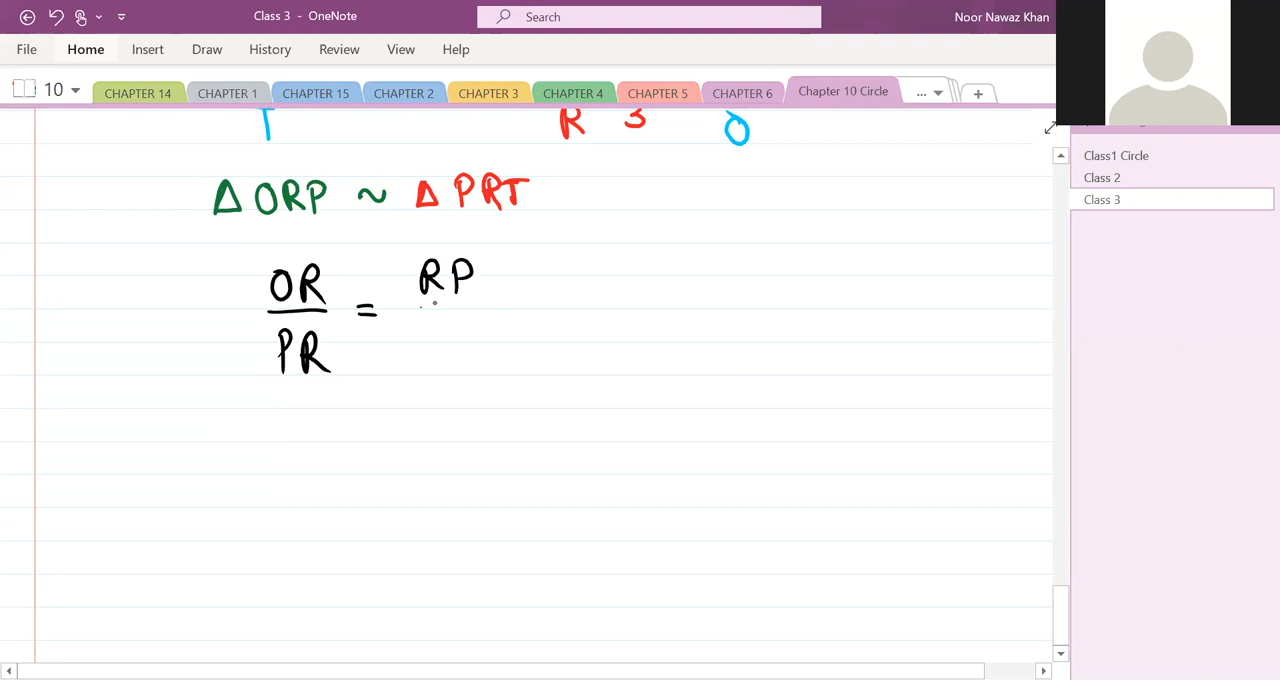 Class 3 - OneNote
Search
Noor Nawaz Khan
File Home Insert Draw History Review View Help
10 CHAPTER 14 CHAPTER 1 CHAPTER 15 CHAPTER 2 CHAPTER 3 CHAPTER 4 CHAPTER 5 CHAPTER 6 Chapter 10 Circle ... +
T R 3 O
Δ ORP ~ Δ PRT
OR = RP
PR
Class1 Circle
Class 2
Class 3